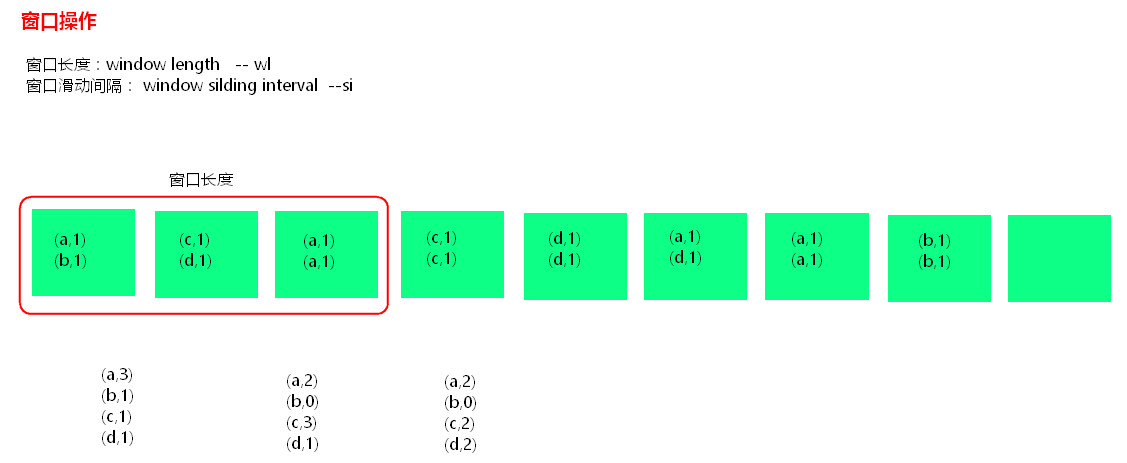 窗口操作
窗口长度：window length -- wl
窗口滑动间隔： window silding interval --si
窗口长度
(a,1)
(b,1)
(c,1)
(d,1)
(a,1)
(a,1)
(c,1)
(c,1)
(d,1)
(d,1)
(a,1)
(d,1)
(a,1)
(a,1)
(b,1)
(b,1)
(a,3)
(b,1)
(c,1)
(d,1)
(a,2)
(b,0)
(c,3)
(d,1)
(a,2)
(b,0)
(c,2)
(d,2)